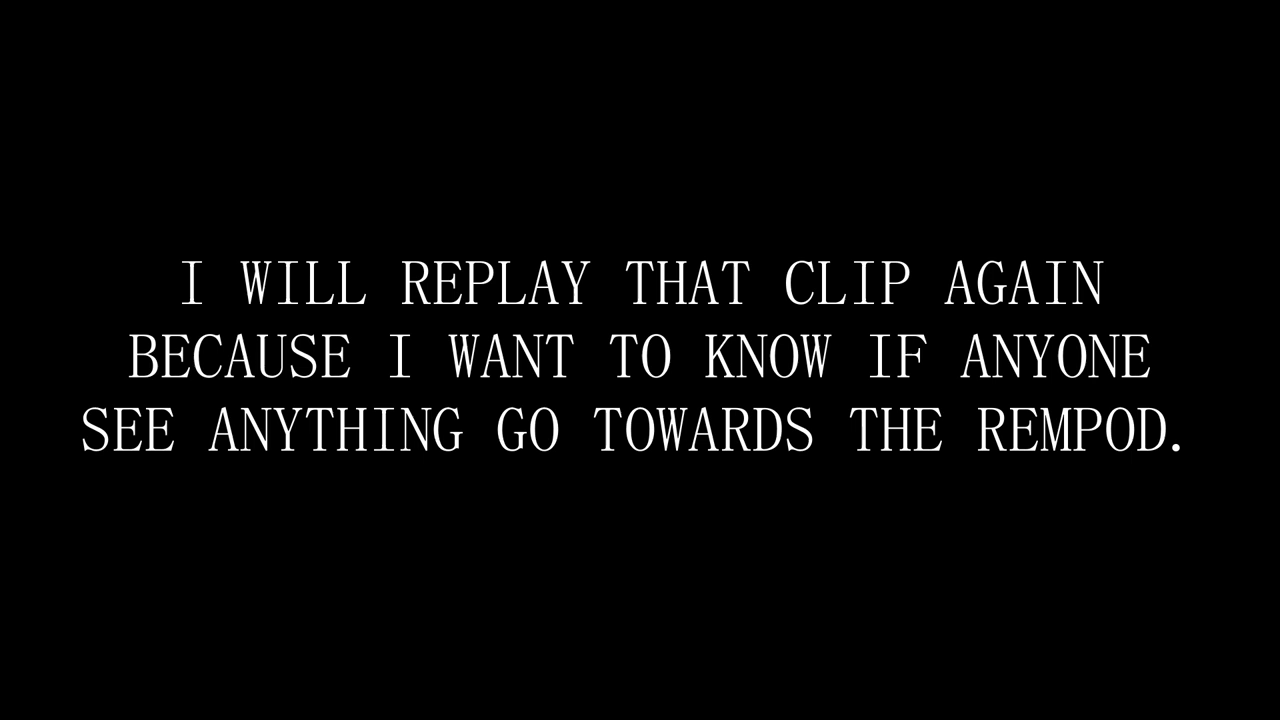 I WILL REPLAY THAT CLIP AGAIN
BECAUSE I WANT TO KNOW IF ANYONE
SEE ANYTHING GO TOWARDS THE REMPOD.